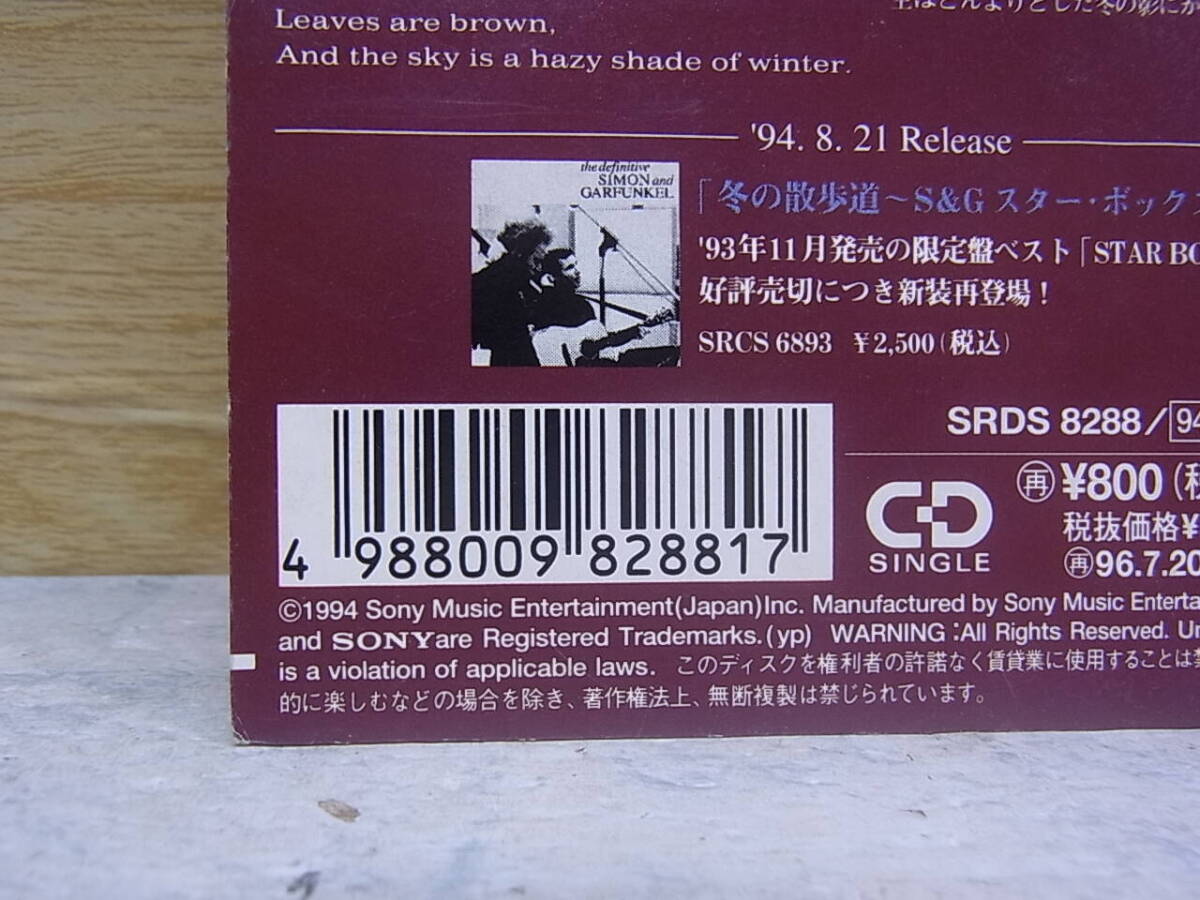 Leaves are brown,
And the sky is a hazy shade of winter.
'94. 8. 21 Release
the definitive
SIMON and
GARFUNKEL
「冬の散歩道～S&G スター・ボック
'93年11月発売の限定盤ベスト「STAR BO
好評売切につき新装再登場！
SRCS 6893 ¥2,500(税込)
SRDS 8288/94
4 988009 828817
CD
SINGLE
再¥800(税
税抜価格¥
再96.7.20
©1994 Sony Music Entertainment(Japan)Inc. Manufactured by Sony Music Enterta
and SONY are Registered Trademarks.(yp) WARNING:All Rights Reserved. Un
is a violation of applicable laws. このディスクを権利者の許諾なく賃貸業に使用することは禁
的に楽しむなどの場合を除き、著作権法上、無断複製は禁じられています。